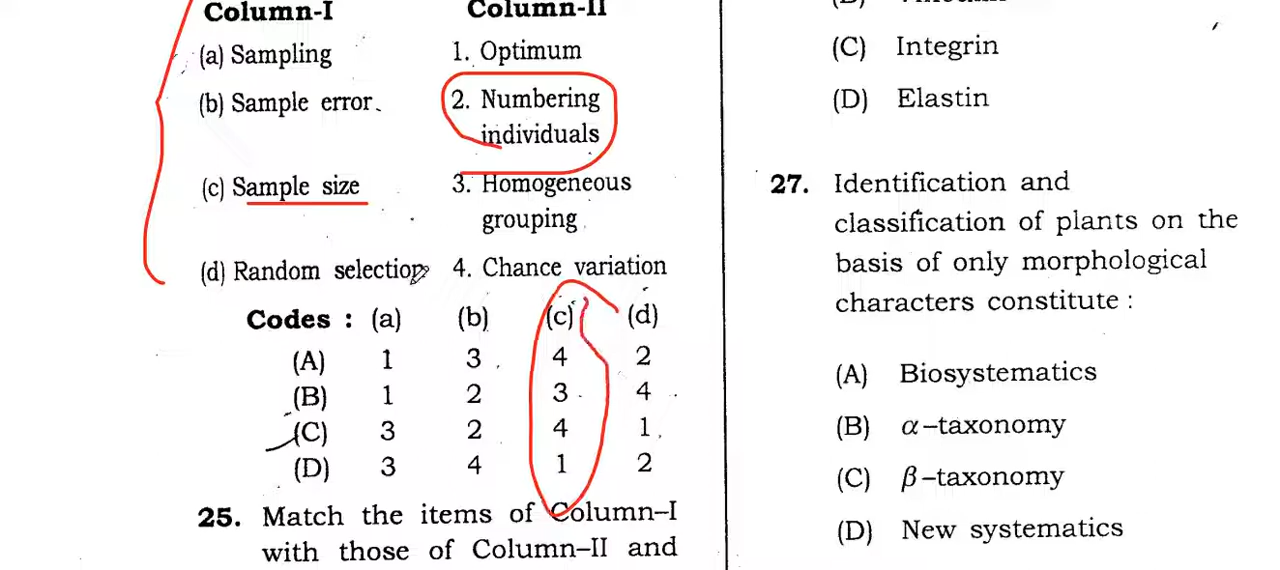 Column-I Column-II
(a) Sampling 1. Optimum
(b) Sample error 2. Numbering
individuals
(c) Sample size 3. Homogeneous
grouping
(d) Random selection 4. Chance variation
Codes : (a) (b) (c) (d)
(A) 1 3 4 2
(B) 1 2 3 4
(C) 3 2 4 1
(D) 3 4 1 2
25. Match the items of Column–I
with those of Column–II and
(C) Integrin
(D) Elastin
27. Identification and
classification of plants on the
basis of only morphological
characters constitute :
(A) Biosystematics
(B) α–taxonomy
(C) β–taxonomy
(D) New systematics